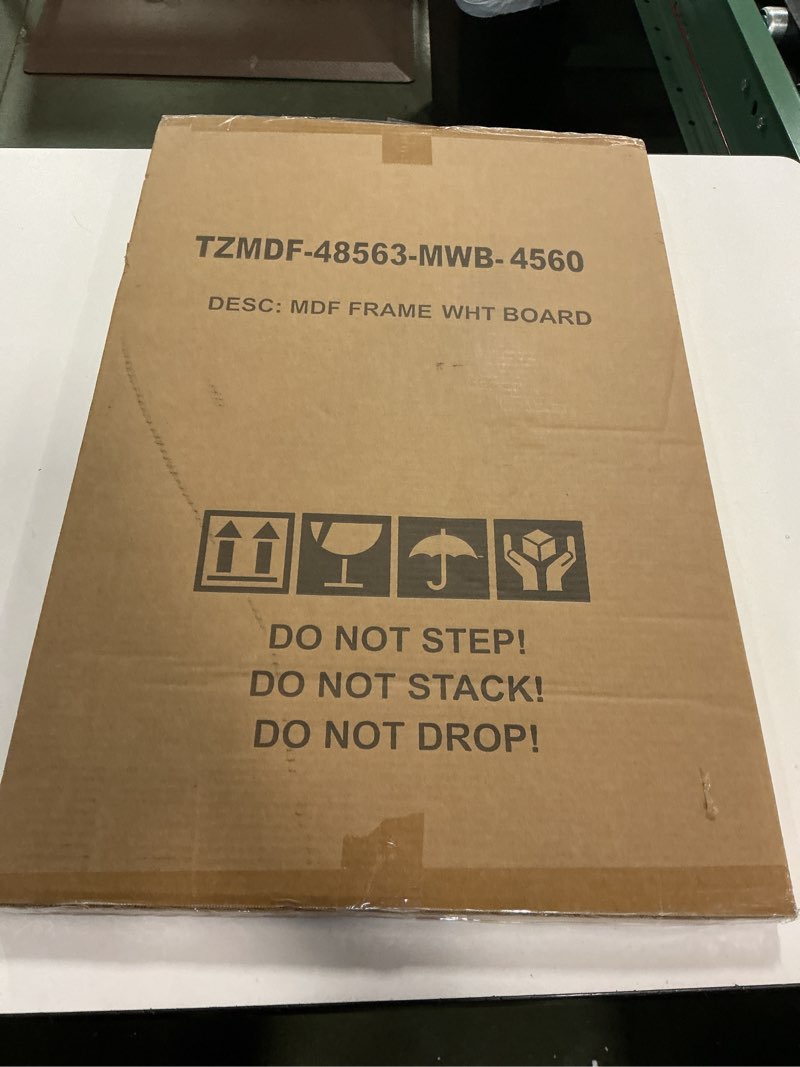 TZMDF-48563-MWB- 4560
DESC: MDF FRAME WHT BOARD
DO NOT STEP!
DO NOT STACK!
DO NOT DROP!